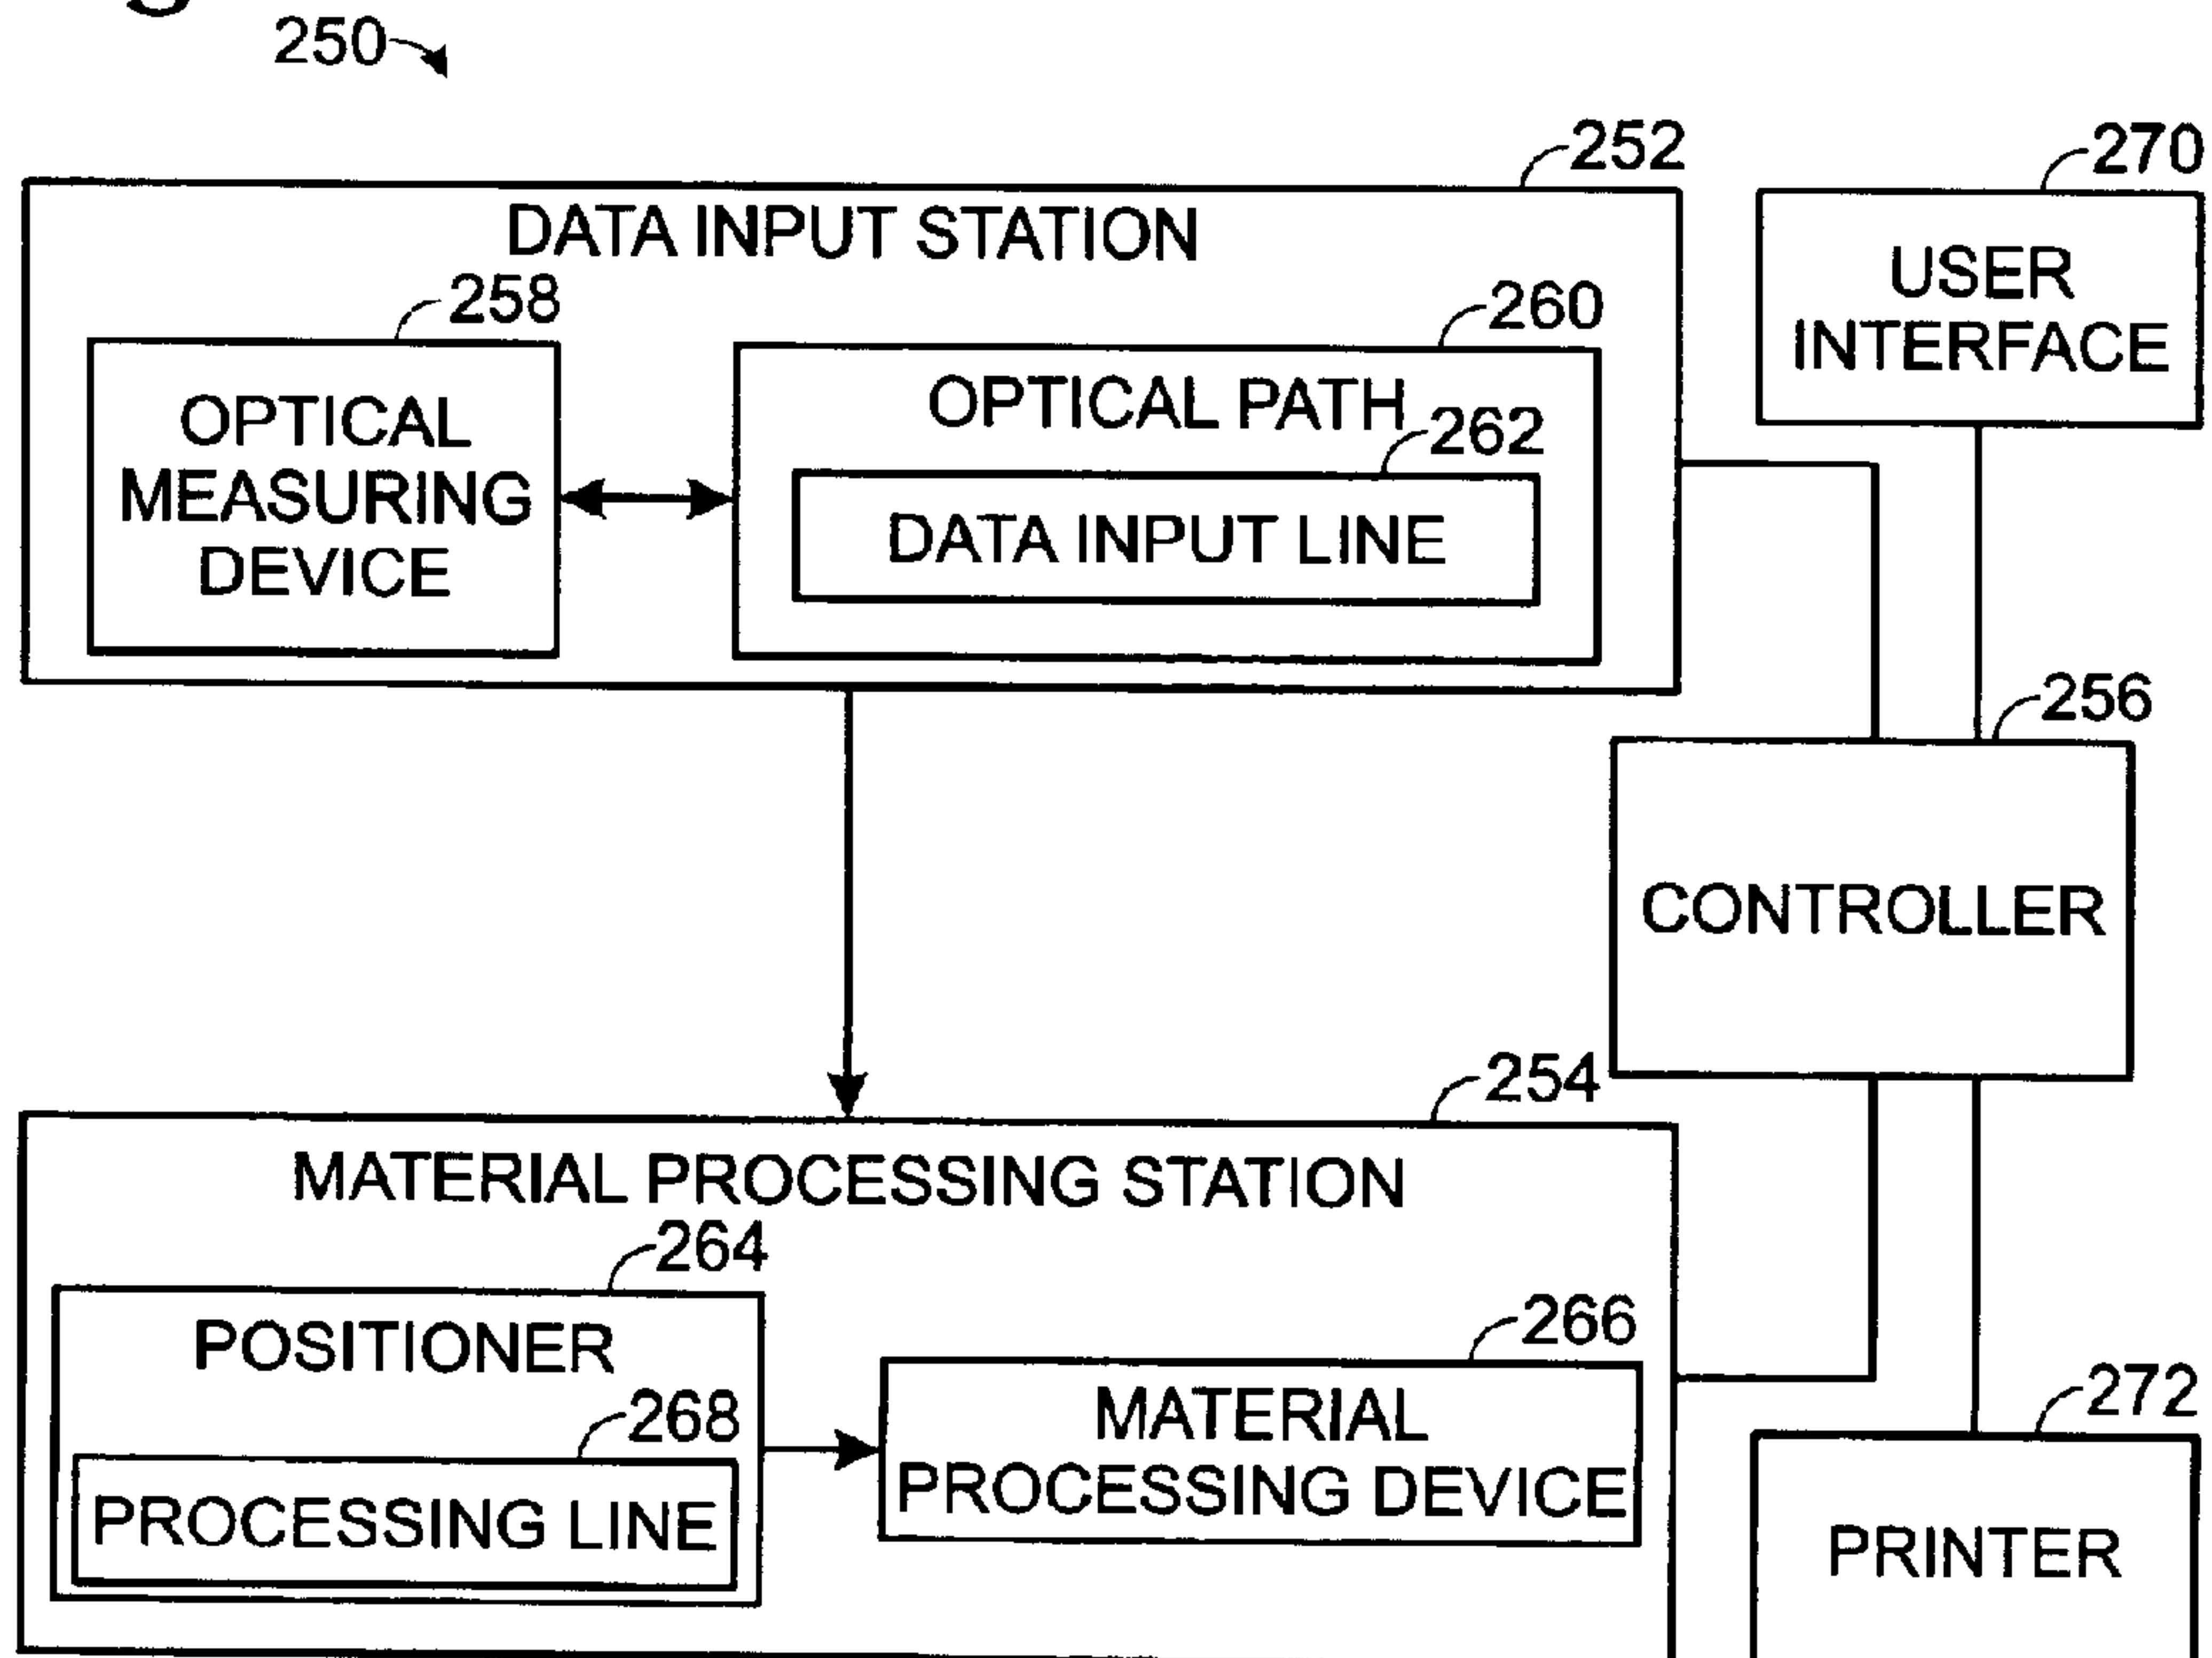 250
252
270
DATA INPUT STATION
258
260
USER
INTERFACE
OPTICAL
MEASURING
DEVICE
OPTICAL PATH
262
DATA INPUT LINE
256
CONTROLLER
254
MATERIAL PROCESSING STATION
264
POSITIONER
266
268
PROCESSING LINE
MATERIAL
PROCESSING DEVICE
272
PRINTER